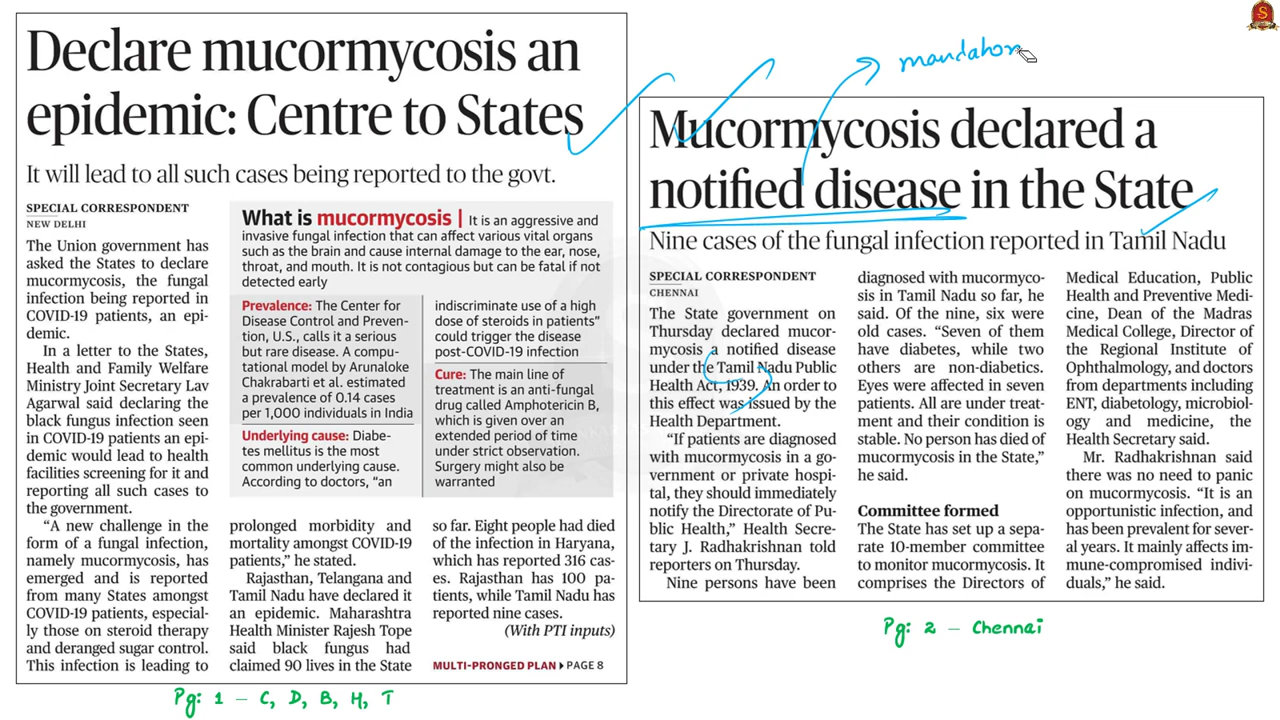 Declare mucormycosis an
epidemic: Centre to States
It will lead to all such cases being reported to the govt.
SPECIAL CORRESPONDENT
NEW DELHI
The Union government has
asked the States to declare
mucormycosis, the fungal
infection being reported in
COVID-19 patients, an epi-
demic.
In a letter to the States,
Health and Family Welfare
Ministry Joint Secretary Lav
Agarwal said declaring the
black fungus infection seen
in COVID-19 patients an epi-
demic would lead to health
facilities screening for it and
reporting all such cases to
the government.
“A new challenge in the
form of a fungal infection,
namely mucormycosis, has
emerged and is reported
from many States amongst
COVID-19 patients, especial-
ly those on steroid therapy
and deranged sugar control.
This infection is leading to
What is mucormycosis | It is an aggressive and
invasive fungal infection that can affect various vital organs
such as the brain and cause internal damage to the ear, nose,
throat, and mouth. It is not contagious but can be fatal if not
detected early
Prevalence: The Center for
Disease Control and Preven-
tion, U.S., calls it a serious
but rare disease. A compu-
tational model by Arunaloke
Chakrabarti et al. estimated
a prevalence of 0.14 cases
per 1,000 individuals in India
Underlying cause: Diabe-
tes mellitus is the most
common underlying cause.
According to doctors, “an
indiscriminate use of a high
dose of steroids in patients”
could trigger the disease
post-COVID-19 infection
Cure: The main line of
treatment is an anti-fungal
drug called Amphotericin B,
which is given over an
extended period of time
under strict observation.
Surgery might also be
warranted
prolonged morbidity and
mortality amongst COVID-19
patients,” he stated.
Rajasthan, Telangana and
Tamil Nadu have declared it
an epidemic. Maharashtra
Health Minister Rajesh Tope
said black fungus had
claimed 90 lives in the State
so far. Eight people had died
of the infection in Haryana,
which has reported 316 cas-
es. Rajasthan has 100 pa-
tients, while Tamil Nadu has
reported nine cases.
(With PTI inputs)
MULTI-PRONGED PLAN PAGE 8
Pg: 1 – C, D, B, H, T
mandator
Mucormycosis declared a
notified disease in the State
Nine cases of the fungal infection reported in Tamil Nadu
SPECIAL CORRESPONDENT
CHENNAI
The State government on
Thursday declared mucor-
mycosis a notified disease
under the Tamil Nadu Public
Health Act, 1939. An order to
this effect was issued by the
Health Department.
“If patients are diagnosed
with mucormycosis in a go-
vernment or private hospi-
tal, they should immediately
notify the Directorate of Pu-
blic Health,” Health Secre-
tary J. Radhakrishnan told
reporters on Thursday.
Nine persons have been
diagnosed with mucormyco-
sis in Tamil Nadu so far, he
said. Of the nine, six were
old cases. “Seven of them
have diabetes, while two
others are non-diabetics.
Eyes were affected in seven
patients. All are under treat-
ment and their condition is
stable. No person has died of
mucormycosis in the State,”
he said.
Committee formed
The State has set up a sepa-
rate 10-member committee
to monitor mucormycosis. It
comprises the Directors of
Medical Education, Public
Health and Preventive Medi-
cine, Dean of the Madras
Medical College, Director of
the Regional Institute of
Ophthalmology, and doctors
from departments including
ENT, diabetology, microbiol-
ogy and medicine, the
Health Secretary said.
Mr. Radhakrishnan said
there was no need to panic
on mucormycosis. “It is an
opportunistic infection, and
has been prevalent for sever-
al years. It mainly affects im-
mune-compromised indivi-
duals,” he said.
Pg: 2 – Chennai